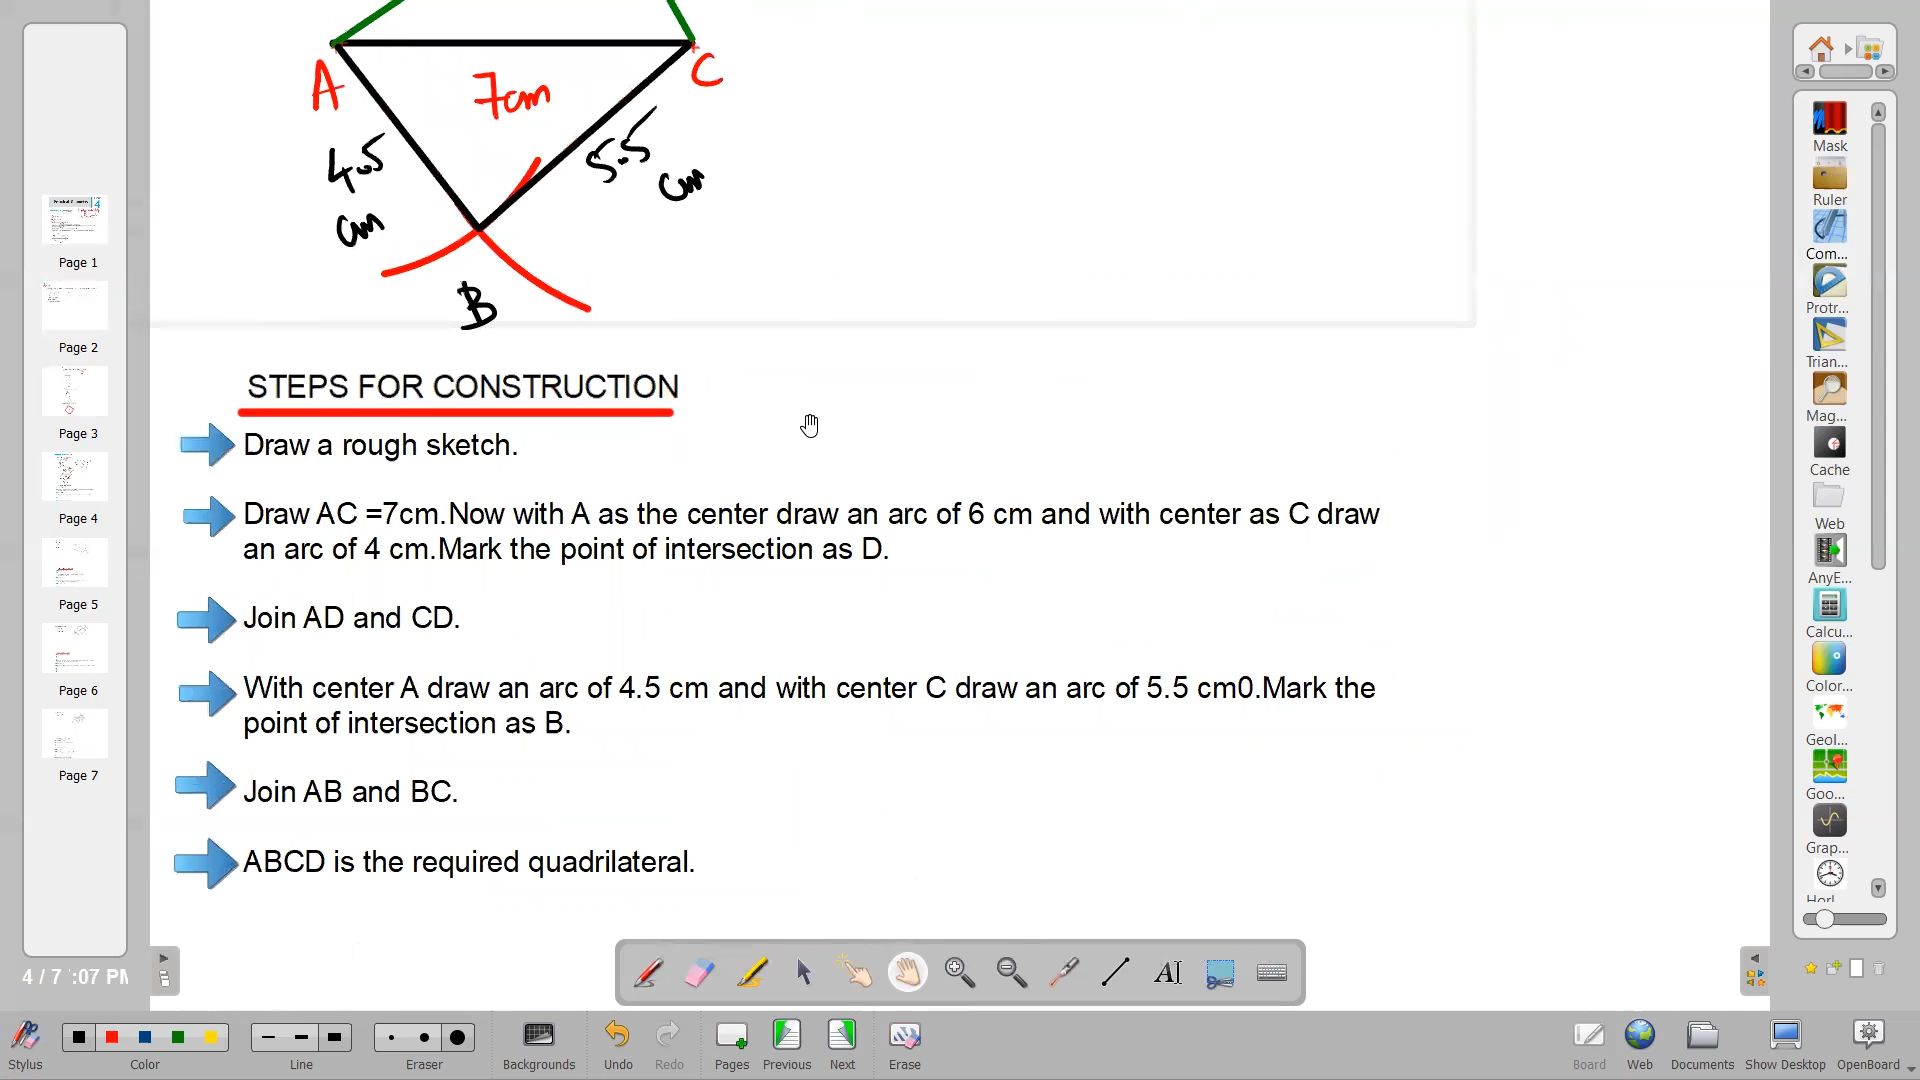 A
C
7cm
4.5
cm
5.5
cm
B
STEPS FOR CONSTRUCTION
Draw a rough sketch.
Draw AC =7cm.Now with A as the center draw an arc of 6 cm and with center as C draw
an arc of 4 cm.Mark the point of intersection as D.
Join AD and CD.
With center A draw an arc of 4.5 cm and with center C draw an arc of 5.5 cm0.Mark the
point of intersection as B.
Join AB and BC.
ABCD is the required quadrilateral.
Page 1
Page 2
Page 3
Page 4
Page 5
Page 6
Page 7
4 / 7
:07 PM
Mask
Ruler
Com...
Protr...
Trian...
Mag...
Cache
Web
AnyE...
Calcu...
Color...
Geol...
Goo...
Grap...
Horl
Stylus
Color
Line
Eraser
Backgrounds
Undo
Redo
Pages
Previous
Next
Erase
Board
Web
Documents
Show Desktop
OpenBoard